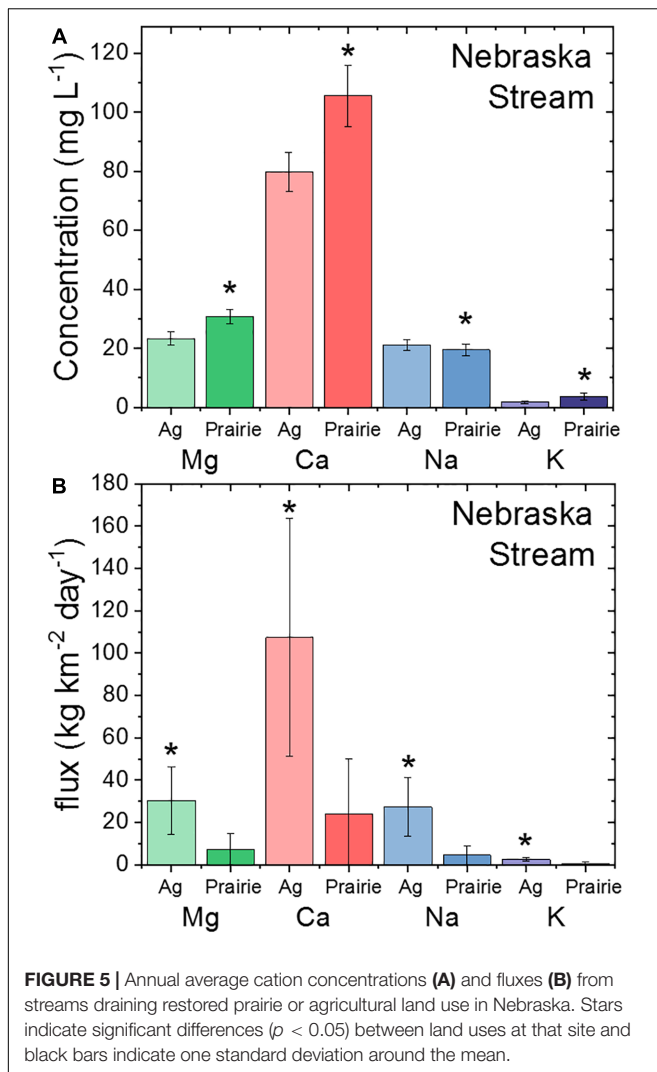 A
Nebraska
Stream
Concentration (mg L⁻¹)
120
100
80
60
40
20
0
*
*
*
*
Ag Prairie Ag Prairie Ag Prairie Ag Prairie
Mg Ca Na K
B
Nebraska
Stream
flux (kg km⁻² day⁻¹)
180
160
140
120
100
80
60
40
20
0
*
*
*
*
Ag Prairie Ag Prairie Ag Prairie Ag Prairie
Mg Ca Na K
FIGURE 5 | Annual average cation concentrations (A) and fluxes (B) from
streams draining restored prairie or agricultural land use in Nebraska. Stars
indicate significant differences (p < 0.05) between land uses at that site and
black bars indicate one standard deviation around the mean.